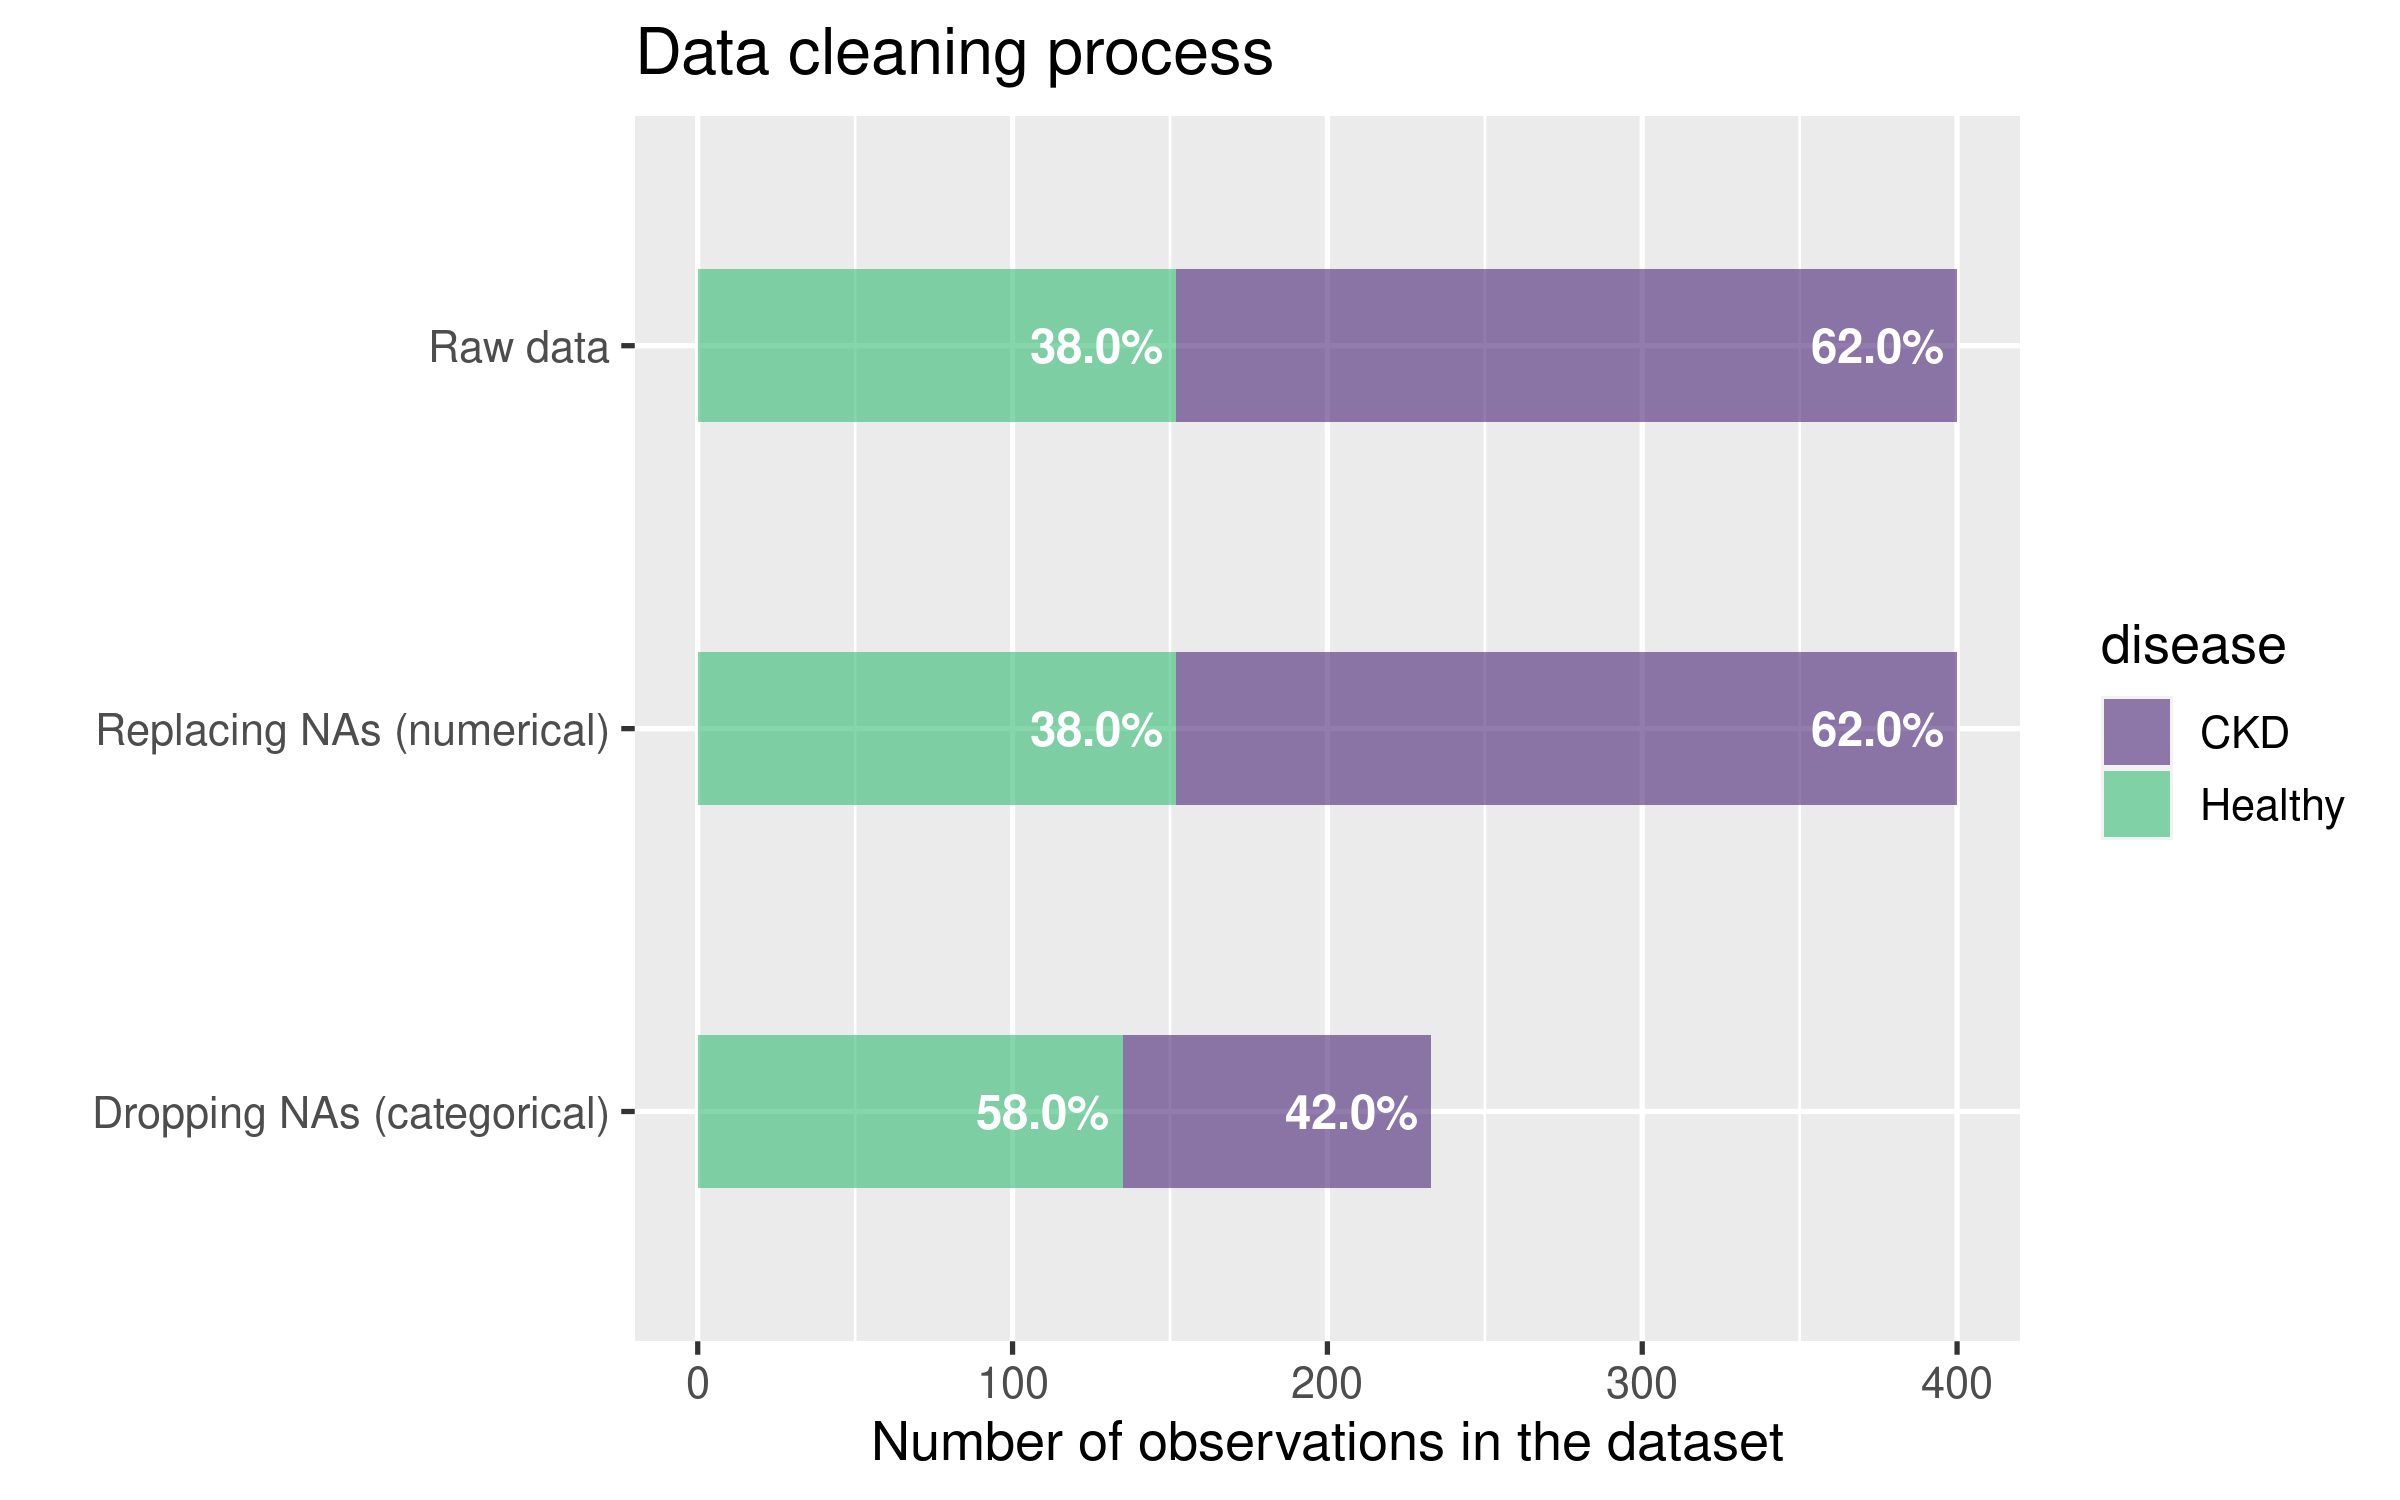 Data cleaning process
Raw data
38.0%
62.0%
Replacing NAs (numerical)
38.0%
62.0%
Dropping NAs (categorical)
58.0%
42.0%
0
100
200
300
400
Number of observations in the dataset
disease
CKD
Healthy